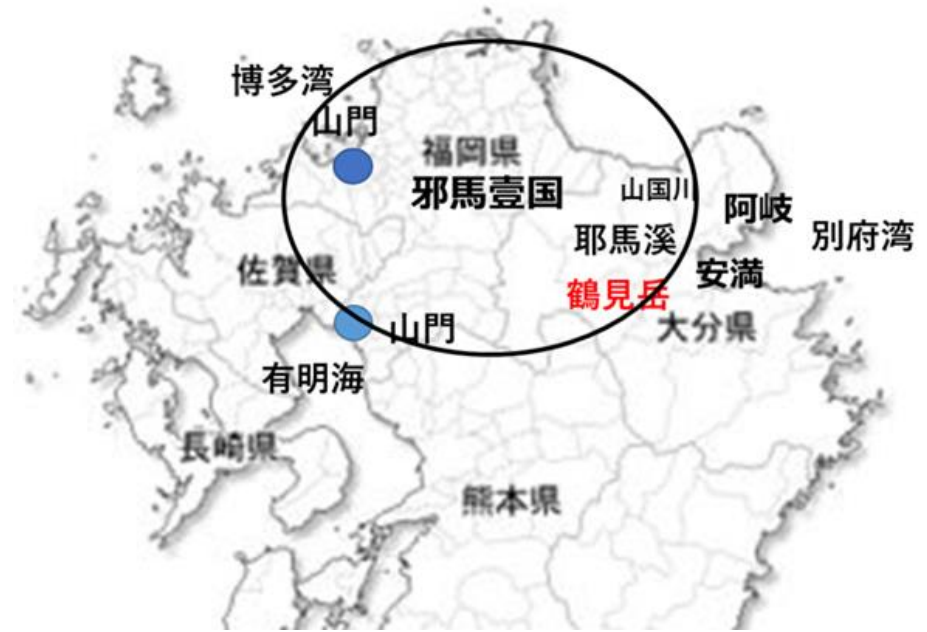 博多湾
山門
福岡県
邪馬壹国
山国川
阿岐
耶馬溪
別府湾
佐賀県
安満
鶴見岳
山門
大分県
有明海
長崎県
熊本県